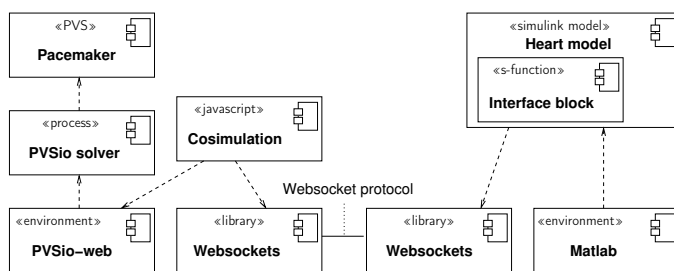 «PVS»
Pacemaker
«simulink model»
Heart model
«s-function»
Interface block
«process»
PVSio solver
«javascript»
Cosimulation
Websocket protocol
«environment»
PVSio-web
«library»
Websockets
«library»
Websockets
«environment»
Matlab